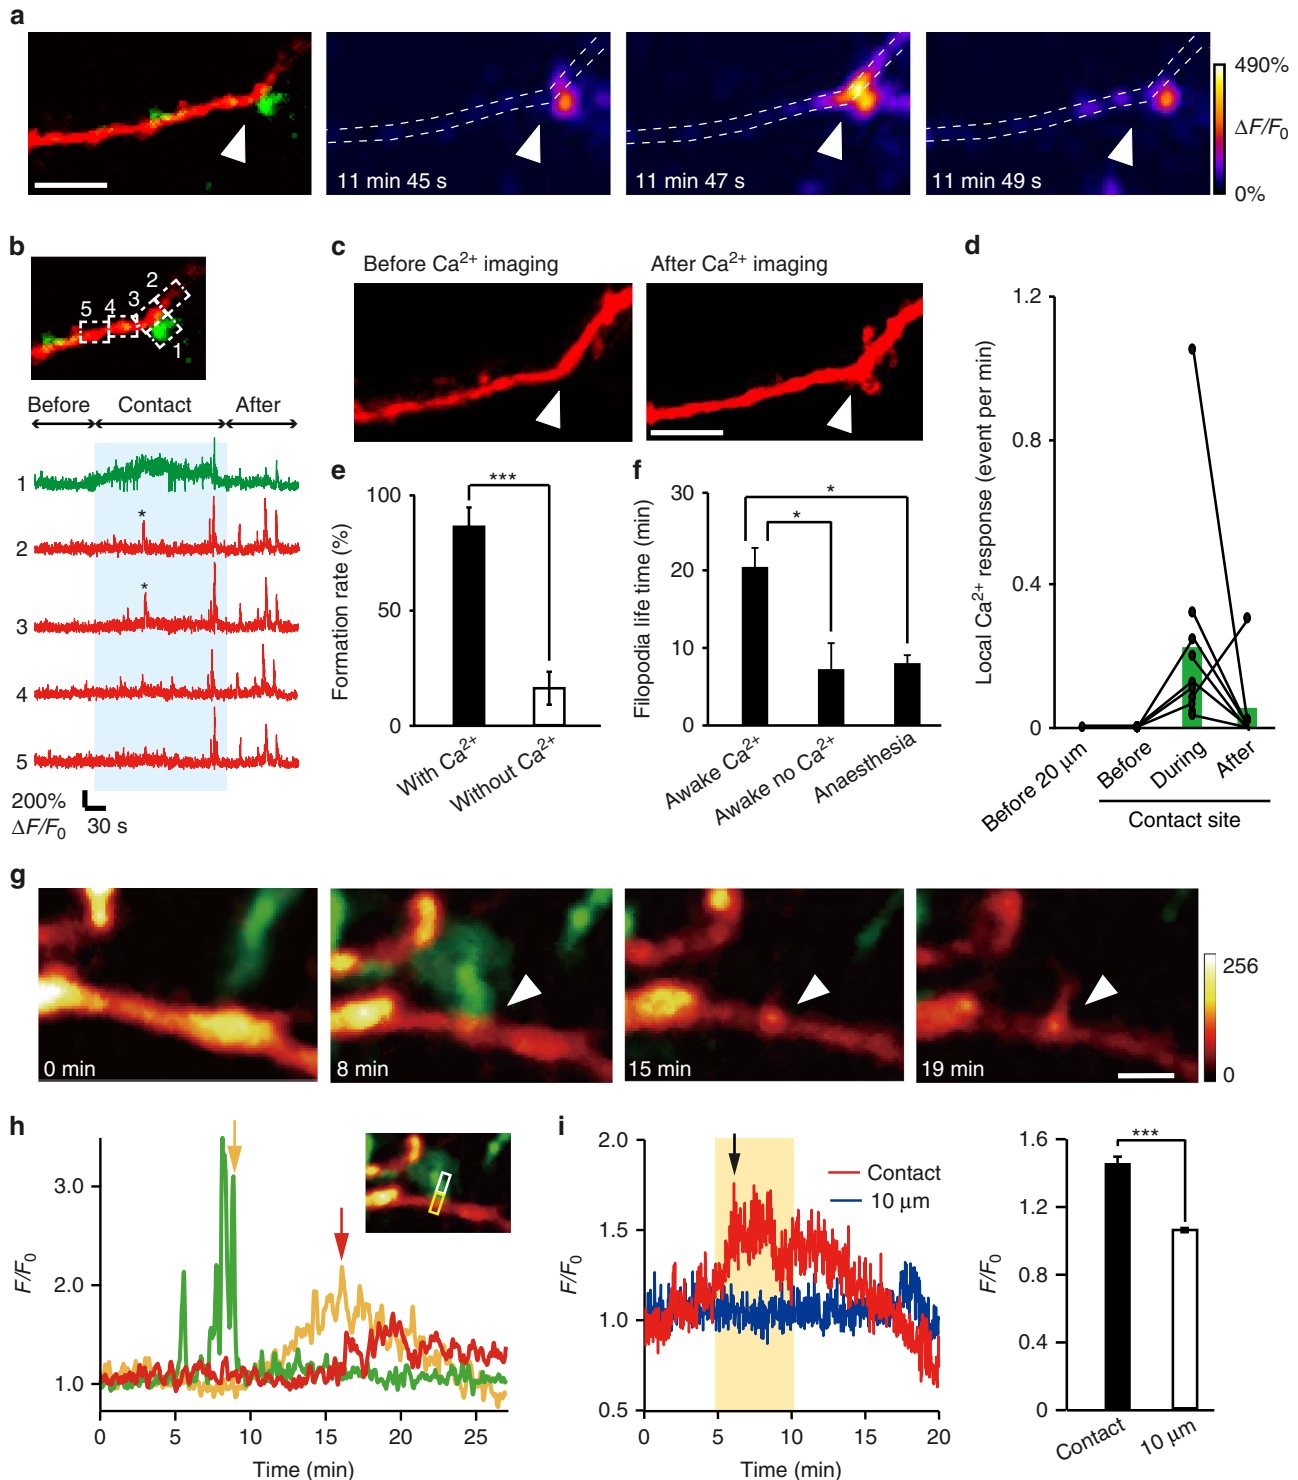 a
11 min 45 s
11 min 47 s
11 min 49 s
490%
ΔF/F0
0%
b
2
3
4
5
1
Before
Contact
After
1
*
2
*
3
4
5
200%
ΔF/F0
30 s
c
Before Ca2+ imaging
After Ca2+ imaging
d
Local Ca2+ response (event per min)
1.2
0.8
0.4
0
Before 20 μm
Before
During
After
Contact site
e
Formation rate (%)
100
50
0
***
With Ca2+
Without Ca2+
f
Filopodia life time (min)
30
20
10
0
*
*
Awake Ca2+
Awake no Ca2+
Anaesthesia
g
0 min
8 min
15 min
19 min
256
0
h
F/F0
3.0
2.0
1.0
0
5
10
15
20
25
Time (min)
i
F/F0
2.0
1.5
1.0
0.5
Contact
10 μm
0
5
10
15
20
Time (min)
F/F0
1.6
1.2
0.8
0.4
0
***
Contact
10 μm